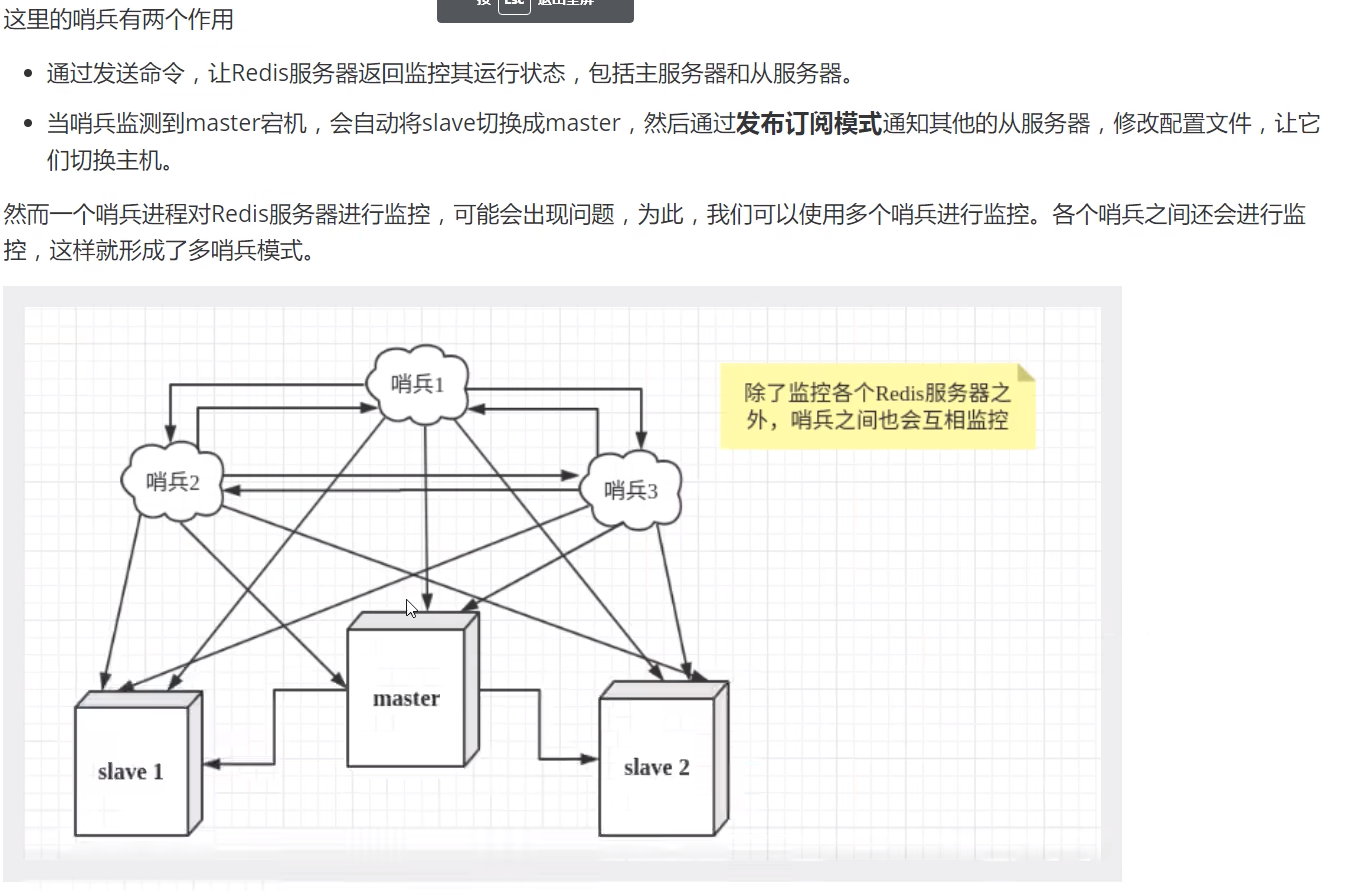 按 Esc 退出全屏
这里的哨兵有两个作用
通过发送命令，让Redis服务器返回监控其运行状态，包括主服务器和从服务器。
当哨兵监测到master宕机，会自动将slave切换成master，然后通过发布订阅模式通知其他的从服务器，修改配置文件，让它
们切换主机。
然而一个哨兵进程对Redis服务器进行监控，可能会出现问题，为此，我们可以使用多个哨兵进行监控。各个哨兵之间还会进行监
控，这样就形成了多哨兵模式。
哨兵1
除了监控各个Redis服务器之
外，哨兵之间也会互相监控
哨兵2
哨兵3
master
slave 1
slave 2